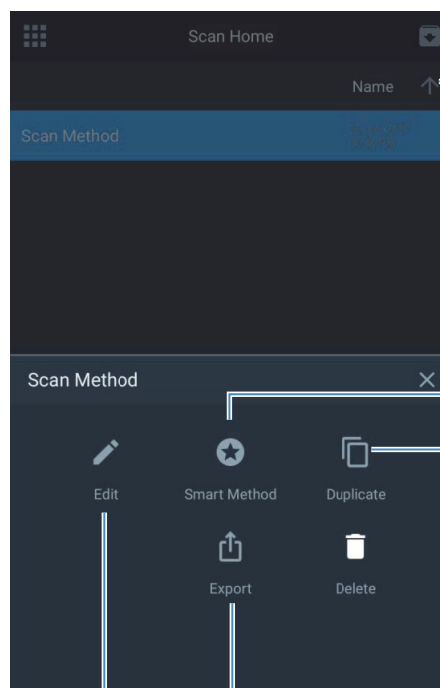 Scan Home
Name
Scan Method
Scan Method
Edit
Smart Method
Duplicate
Export
Delete